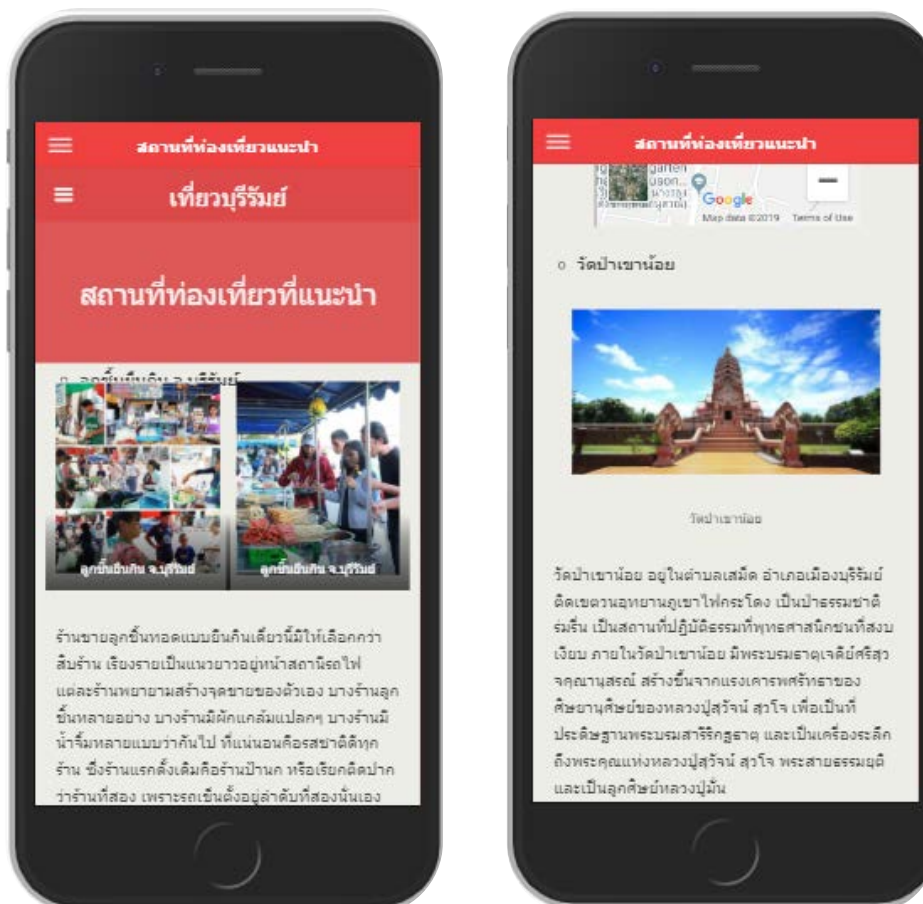 สถานที่ท่องเที่ยวแนะนำ
เที่ยวบุรีรัมย์
สถานที่ท่องเที่ยวที่แนะนำ
ลูกชิ้นยืนกิน จ.บุรีรัมย์
ลูกชิ้นยืนกิน จ.บุรีรัมย์
ลูกชิ้นยืนกิน จ.บุรีรัมย์
ร้านขายลูกชิ้นทอดแบบยืนกินเดี๋ยวนี้มีให้เลือกกว่า
สิบร้าน เรียงรายเป็นแนวยาวอยู่หน้าสถานีรถไฟ
แต่ละร้านพยายามสร้างจุดขายของตัวเอง บางร้านลูก
ชิ้นหลายอย่าง บางร้านมีผักแกล้มแปลกๆ บางร้านมี
น้ำจิ้มหลายแบบว่ากันไป ที่แน่นอนคือรสชาติดีทุก
ร้าน ซึ่งร้านแรกดั้งเดิมคือร้านป้านก หรือเรียกติดปาก
ว่าร้านที่สอง เพราะรถเข็นตั้งอยู่ลำดับที่สองนั่นเอง
สถานที่ท่องเที่ยวแนะนำ
Google
Map data ©2019 Terms of Use
วัดป่าเขาน้อย
วัดป่าเขาน้อย
วัดป่าเขาน้อย อยู่ในตำบลเสม็ด อำเภอเมืองบุรีรัมย์
ติดเขตวนอุทยานภูเขาไฟกระโดง เป็นป่าธรรมชาติ
ร่มรื่น เป็นสถานที่ปฏิบัติธรรมที่พุทธศาสนิกชนที่สงบ
เงียบ ภายในวัดป่าเขาน้อย มีพระบรมธาตุเจดีย์ศรีสุว
จคุณานุสรณ์ สร้างขึ้นจากแรงเคารพศรัทธาของ
ศิษยานุศิษย์ของหลวงปู่สุวัจน์ สุวโจ เพื่อเป็นที่
ประดิษฐานพระบรมสารีริกธาตุ และเป็นเครื่องระลึก
ถึงพระคุณแห่งหลวงปู่สุวัจน์ สุวโจ พระสายธรรมยุติ
และเป็นลูกศิษย์หลวงปู่มั่น